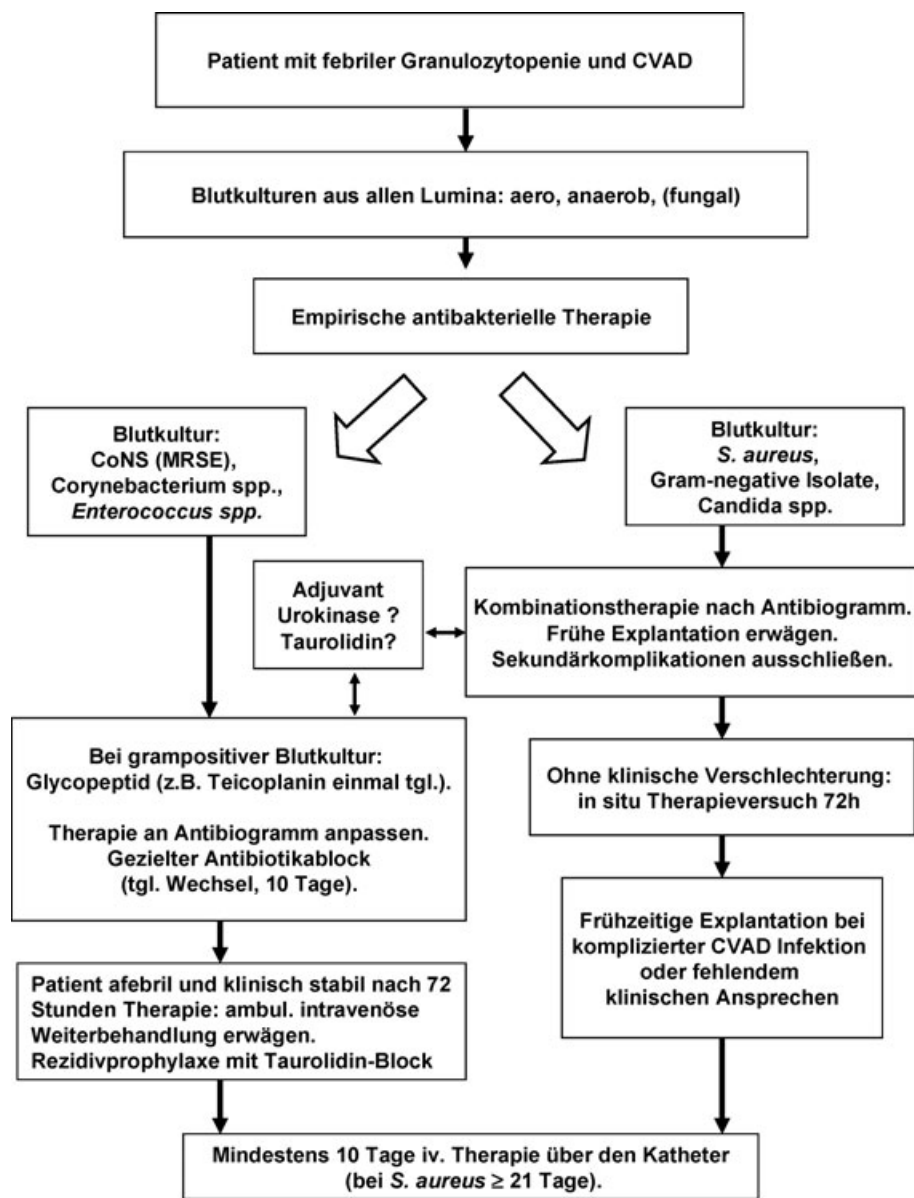 Patient mit febriler Granulozytopenie und CVAD
Blutkulturen aus allen Lumina: aero, anaerob, (fungal)
Empirische antibakterielle Therapie
Blutkultur:
CoNS (MRSE),
Corynebacterium spp.,
Enterococcus spp.
Blutkultur:
S. aureus,
Gram-negative Isolate,
Candida spp.
Adjuvant
Urokinase ?
Taurolidin?
Kombinationstherapie nach Antibiogramm.
Frühe Explantation erwägen.
Sekundärkomplikationen ausschließen.
Bei grampositiver Blutkultur:
Glycopeptid (z.B. Teicoplanin einmal tgl.).
Therapie an Antibiogramm anpassen.
Gezielter Antibiotikablock
(tgl. Wechsel, 10 Tage).
Ohne klinische Verschlechterung:
in situ Therapieversuch 72h
Frühzeitige Explantation bei
komplizierter CVAD Infektion
oder fehlendem
klinischen Ansprechen
Patient afebril und klinisch stabil nach 72
Stunden Therapie: ambul. intravenöse
Weiterbehandlung erwägen.
Rezidivprophylaxe mit Taurolidin-Block
Mindestens 10 Tage iv. Therapie über den Katheter
(bei S. aureus ≥ 21 Tage).